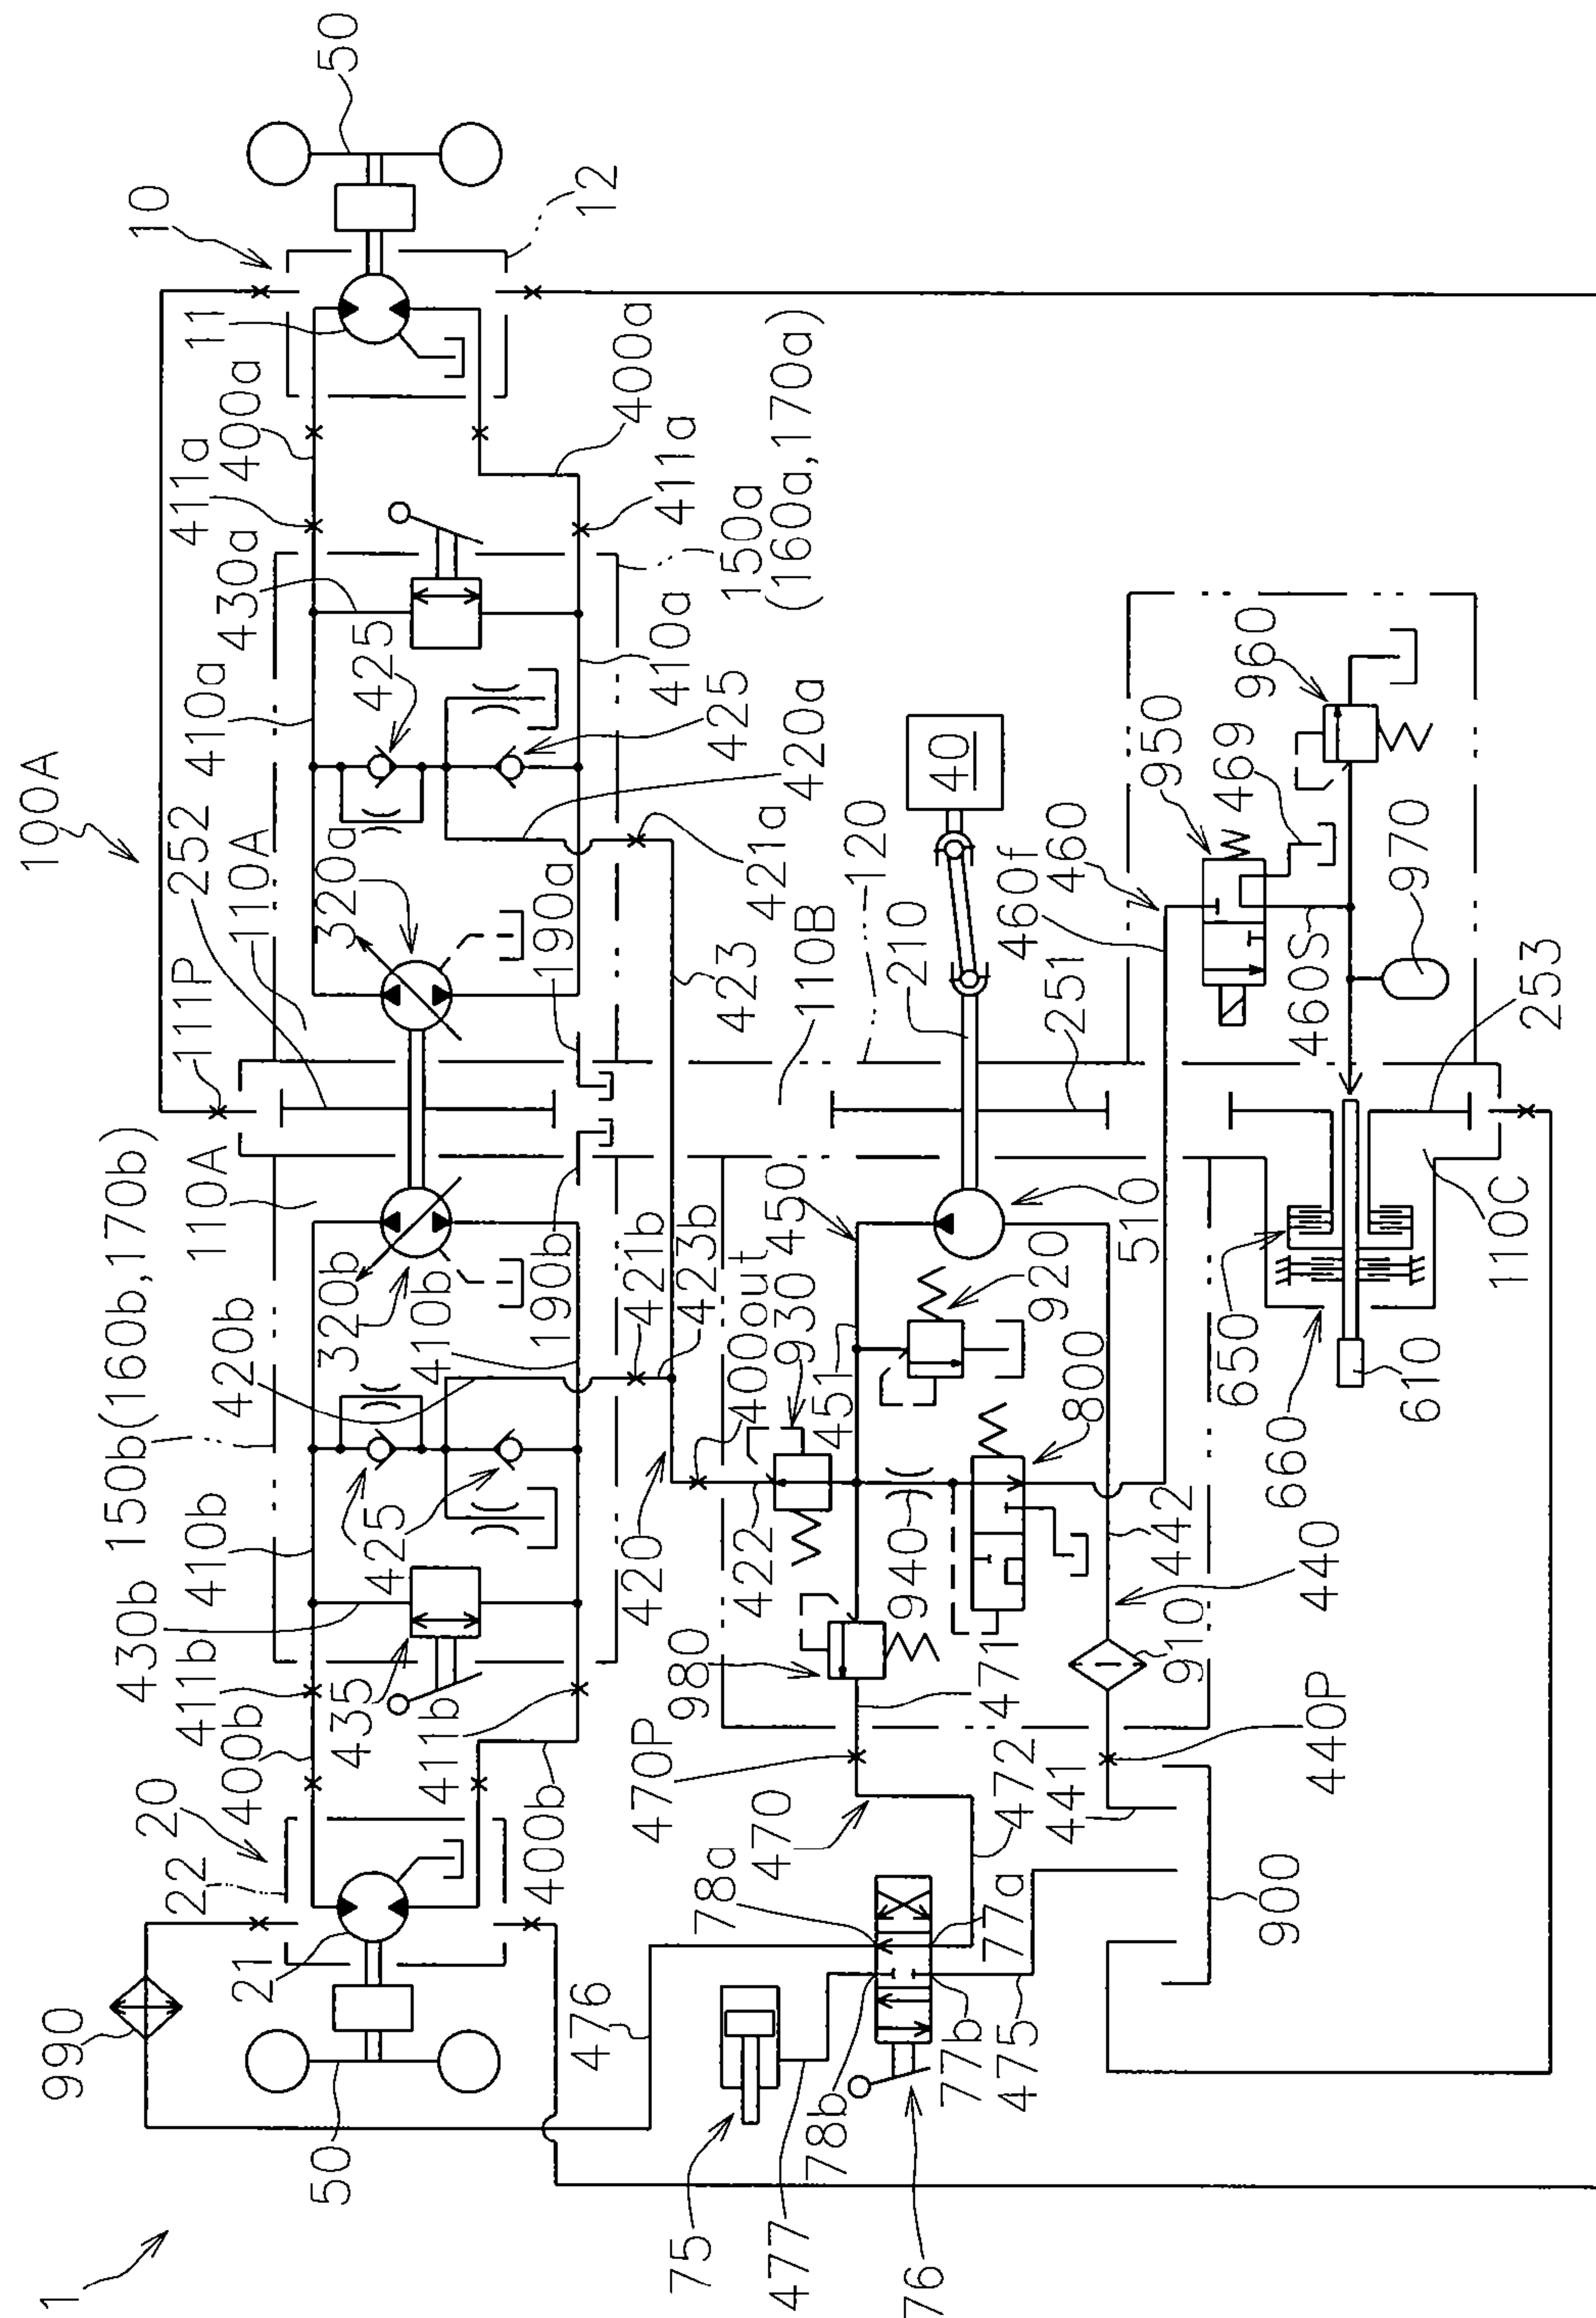 1
990
50
21
22
20
400b
411b
430b
435
411b
400b
410b
425
420b
150b(160b,170b)
320b
410b
190b
421b
423b
110A
111P
252
110A
100A
320a
190a
410a
425
430a
411a
400a
11
10
50
12
400a
411a
150a
(160a,170a)
410a
425
420a
421a
423
110B
120
420
422
400out
930
450
451
920
510
800
940
980
471
470P
470
472
441
440P
910
440
442
78a
77a
476
77b
475
78b
75
477
76
900
40
210
251
460f
460
950
469
960
970
460S
253
110C
650
660
610